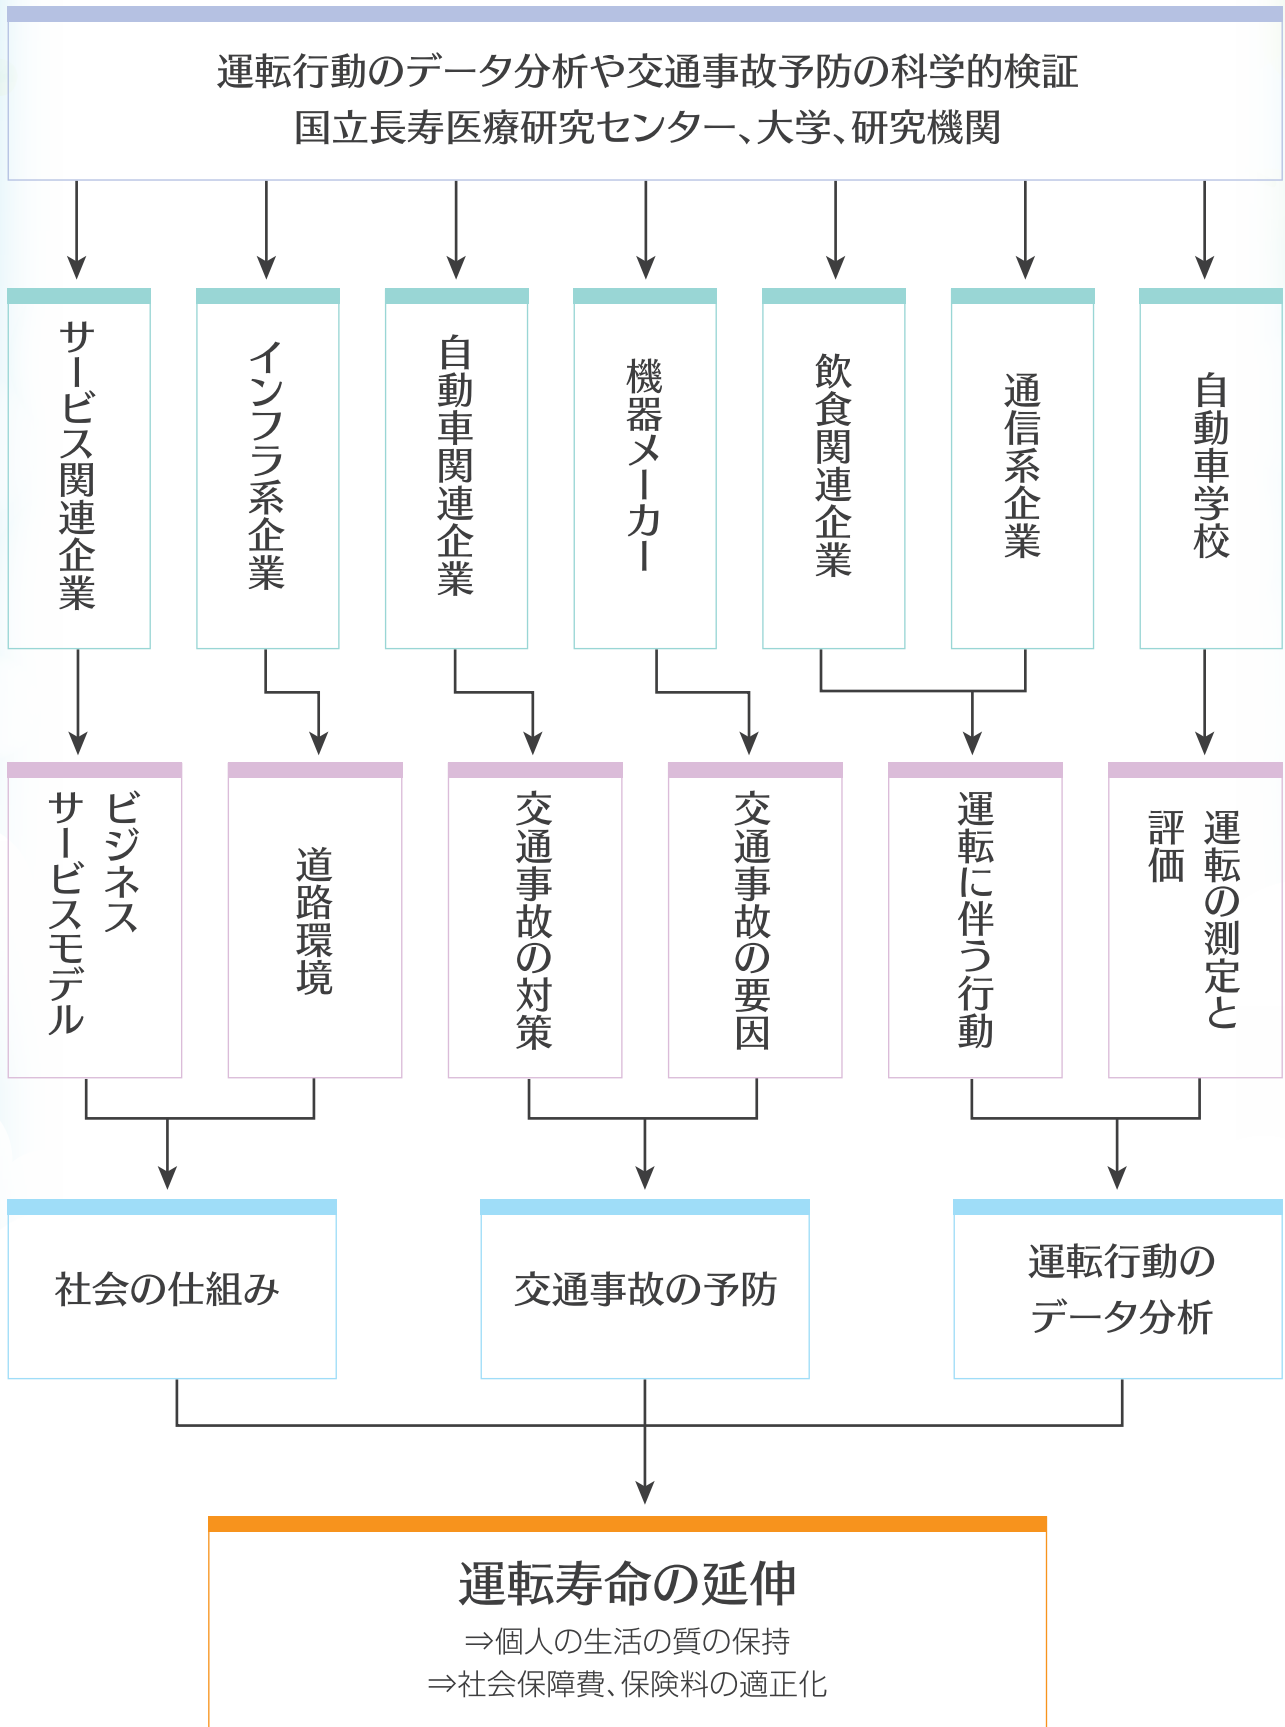 運転行動のデータ分析や交通事故予防の科学的検証
国立長寿医療研究センター、大学、研究機関
サービス関連企業
インフラ系企業
自動車関連企業
機器メーカー
飲食関連企業
通信系企業
自動車学校
ビジネス
サービスモデル
道路環境
交通事故の対策
交通事故の要因
運転に伴う行動
運転の測定と
評価
社会の仕組み
交通事故の予防
運転行動の
データ分析
運転寿命の延伸
⇒個人の生活の質の保持
⇒社会保障費、保険料の適正化